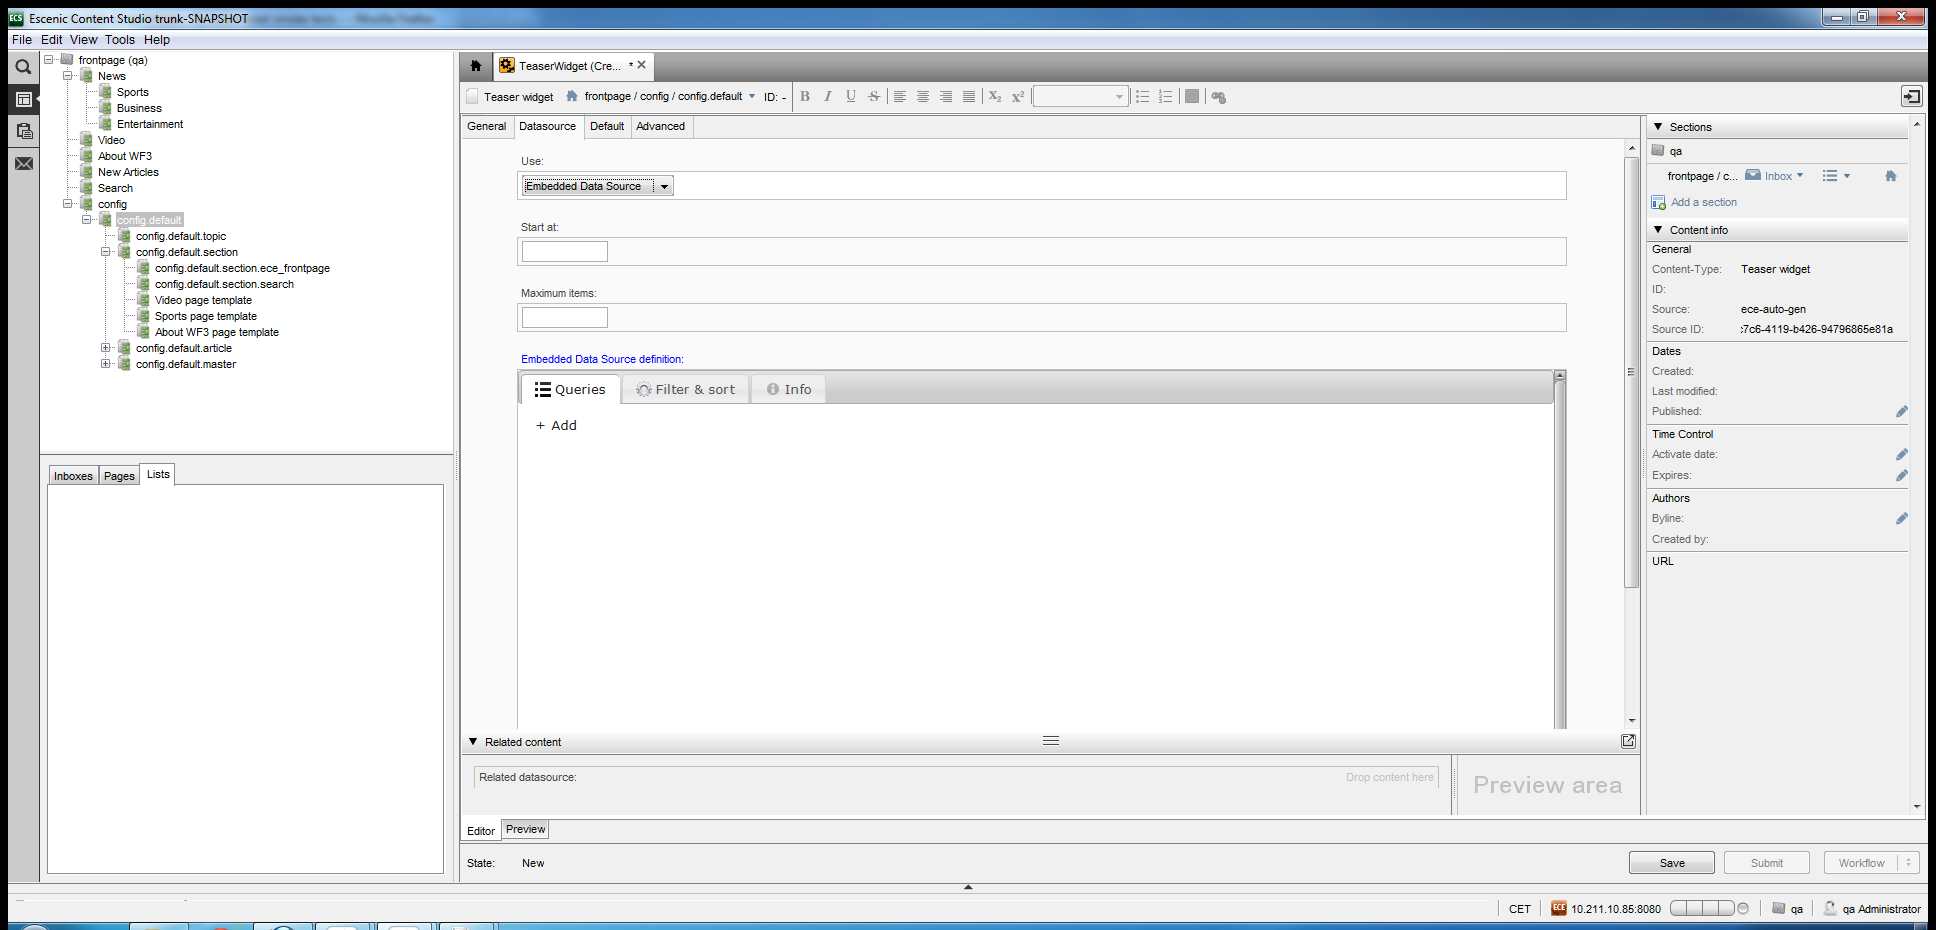 ECS Escenic Content Studio trunk-SNAPSHOT
File Edit View Tools Help
frontpage (qa)
News
Sports
Business
Entertainment
Video
About WF3
New Articles
Search
config
config.default
config.default.topic
config.default.section
config.default.section.ece_frontpage
config.default.section.search
Video page template
Sports page template
About WF3 page template
config.default.article
config.default.master
Inboxes Pages Lists
TeaserWidget (Cre... *
Teaser widget frontpage / config / config.default ID: - B I U S X2 X2
General Datasource Default Advanced
Use:
Embedded Data Source
Start at:
Maximum items:
Embedded Data Source definition:
Queries Filter & sort Info
+ Add
Related content
Related datasource: Drop content here
Preview area
Editor Preview
State: New
Save Submit Workflow
Sections
qa
frontpage / c... Inbox
Add a section
Content info
General
Content-Type: Teaser widget
ID:
Source: ece-auto-gen
Source ID: :7c6-4119-b426-94796865e81a
Dates
Created:
Last modified:
Published:
Time Control
Activate date:
Expires:
Authors
Byline:
Created by:
URL
CET ECE 10.211.10.85:8080 qa qa Administrator